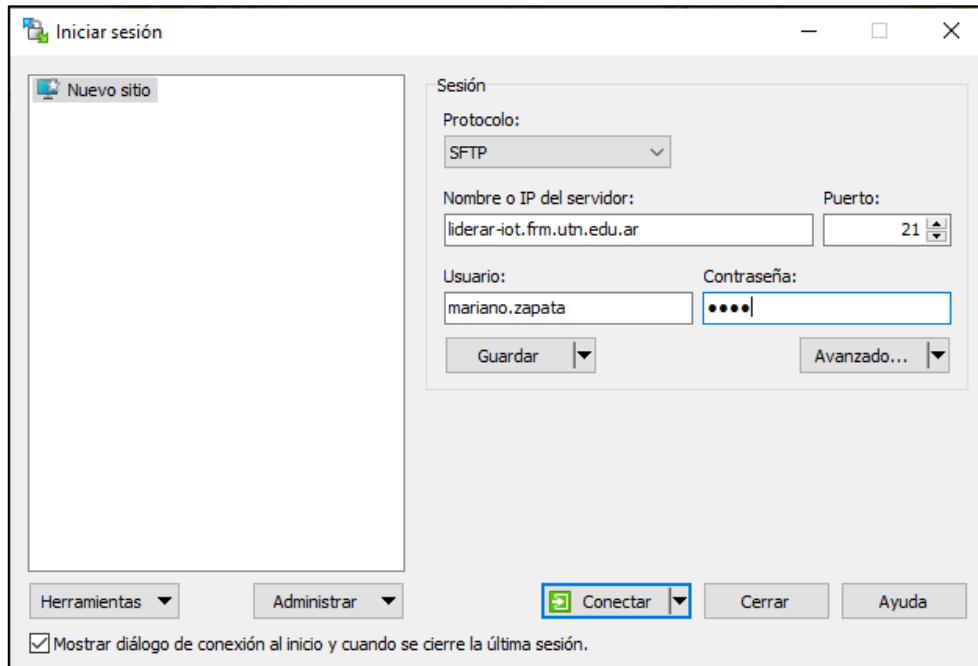 Iniciar sesión
Nuevo sitio
Sesión
Protocolo:
SFTP
Nombre o IP del servidor: Puerto:
liderar-iot.frm.utn.edu.ar 21
Usuario: Contraseña:
mariano.zapata ••••
Guardar Avanzado...
Herramientas Administrar Conectar Cerrar Ayuda
Mostrar diálogo de conexión al inicio y cuando se cierre la última sesión.